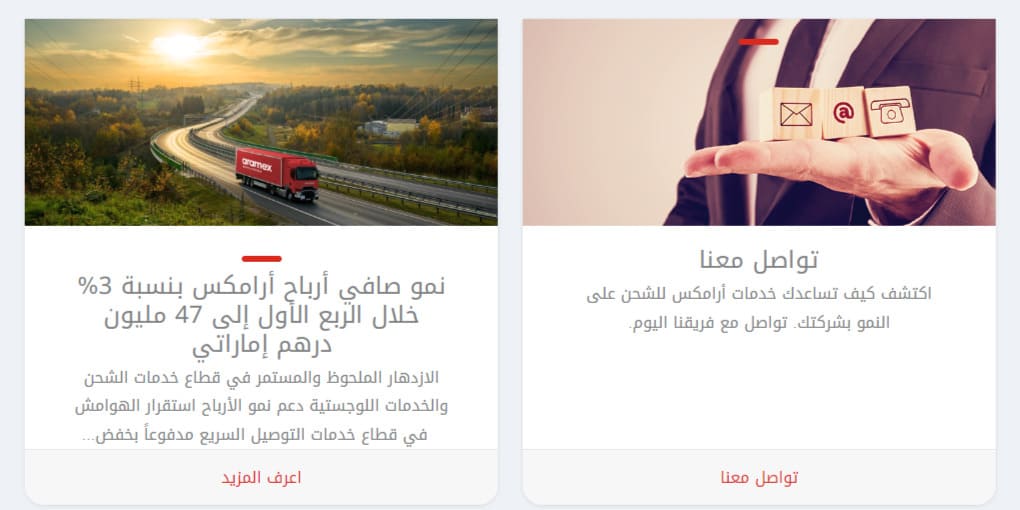 @
تواصل معنا
اكتشف كيف تساعدك خدمات أرامكس للشحن على
النمو بشركتك. تواصل مع فريقنا اليوم.
تواصل معنا
aramex
نمو صافي أرباح أرامكس بنسبة 3%
خلال الربع الأول إلى 47 مليون
درهم إماراتي
الازدهار الملحوظ والمستمر في قطاع خدمات الشحن
والخدمات اللوجستية دعم نمو الأرباح استقرار الهوامش
في قطاع خدمات التوصيل السريع مدفوعاً بخفض...
اعرف المزيد